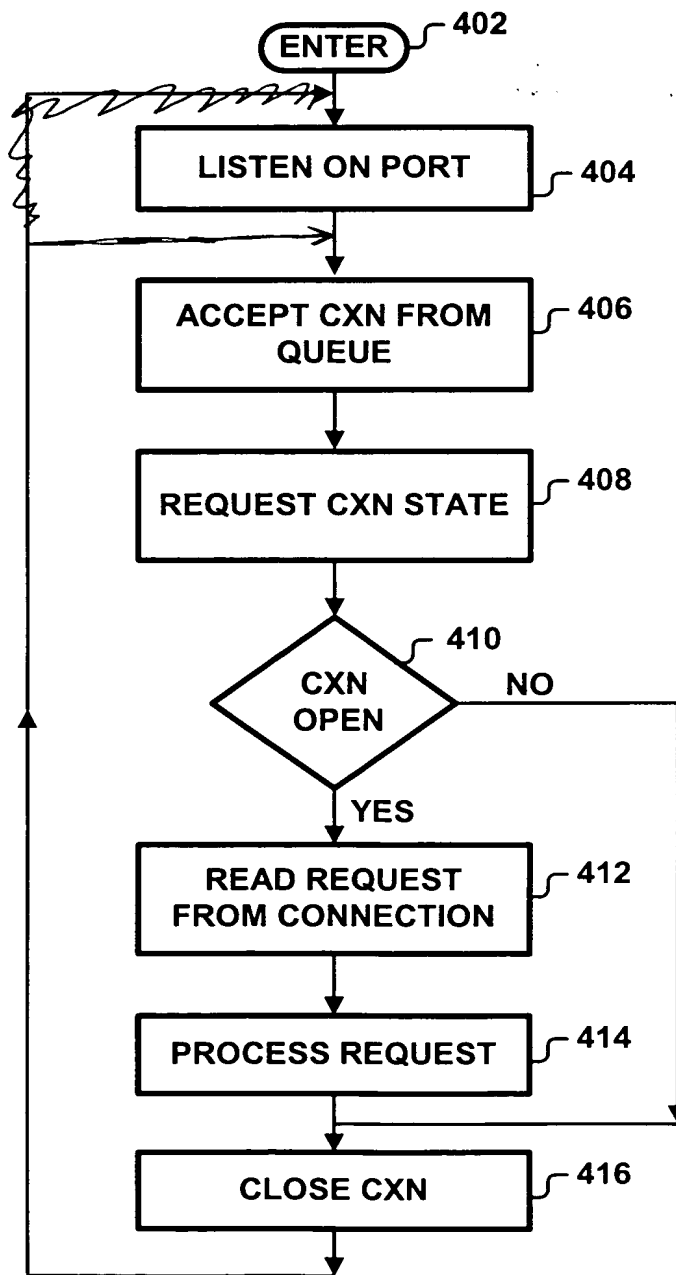 ENTER
402
LISTEN ON PORT
404
ACCEPT CXN FROM
QUEUE
406
REQUEST CXN STATE
408
410
CXN
OPEN
NO
YES
READ REQUEST
FROM CONNECTION
412
PROCESS REQUEST
414
CLOSE CXN
416